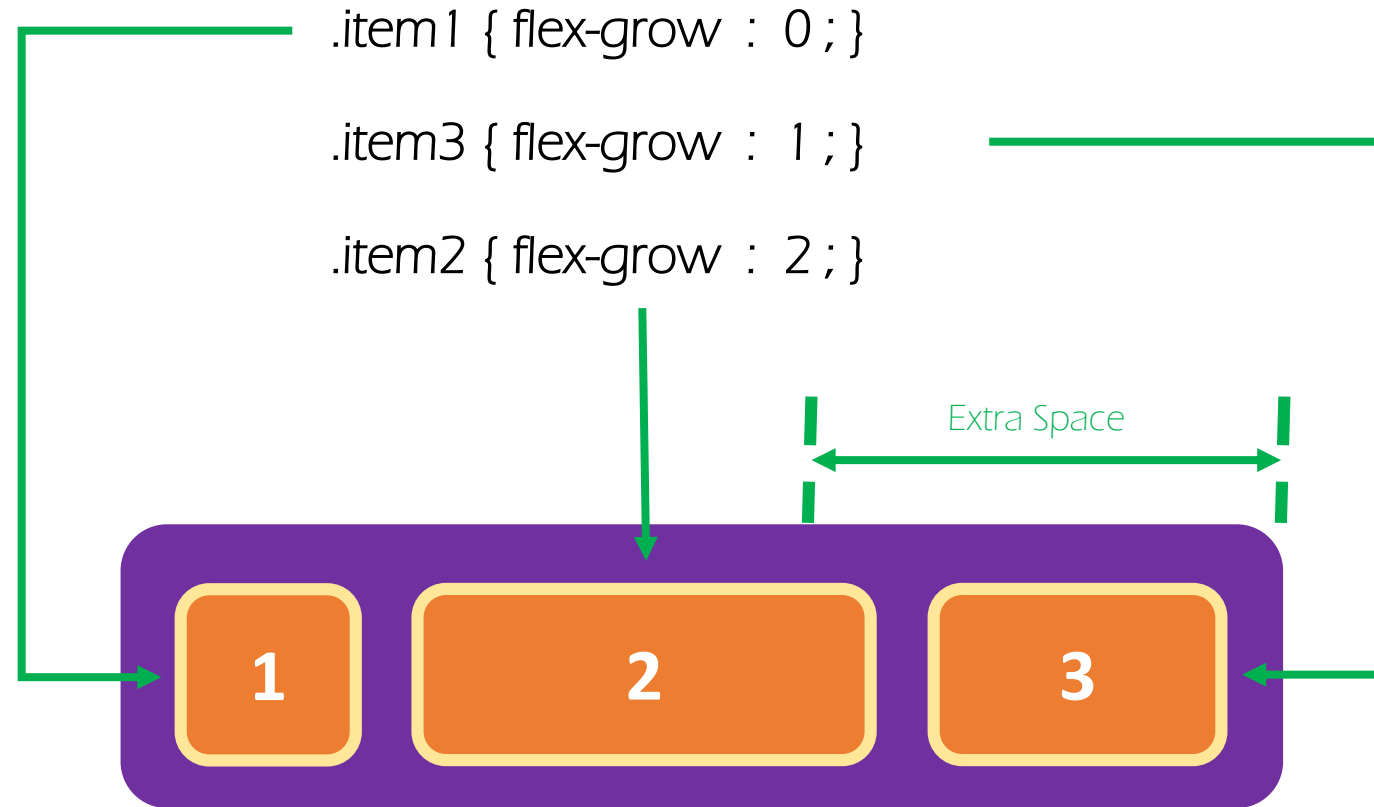 .item1 { flex-grow : 0 ; }
.item3 { flex-grow : 1 ; }
.item2 { flex-grow : 2 ; }
Extra Space
1
2
3